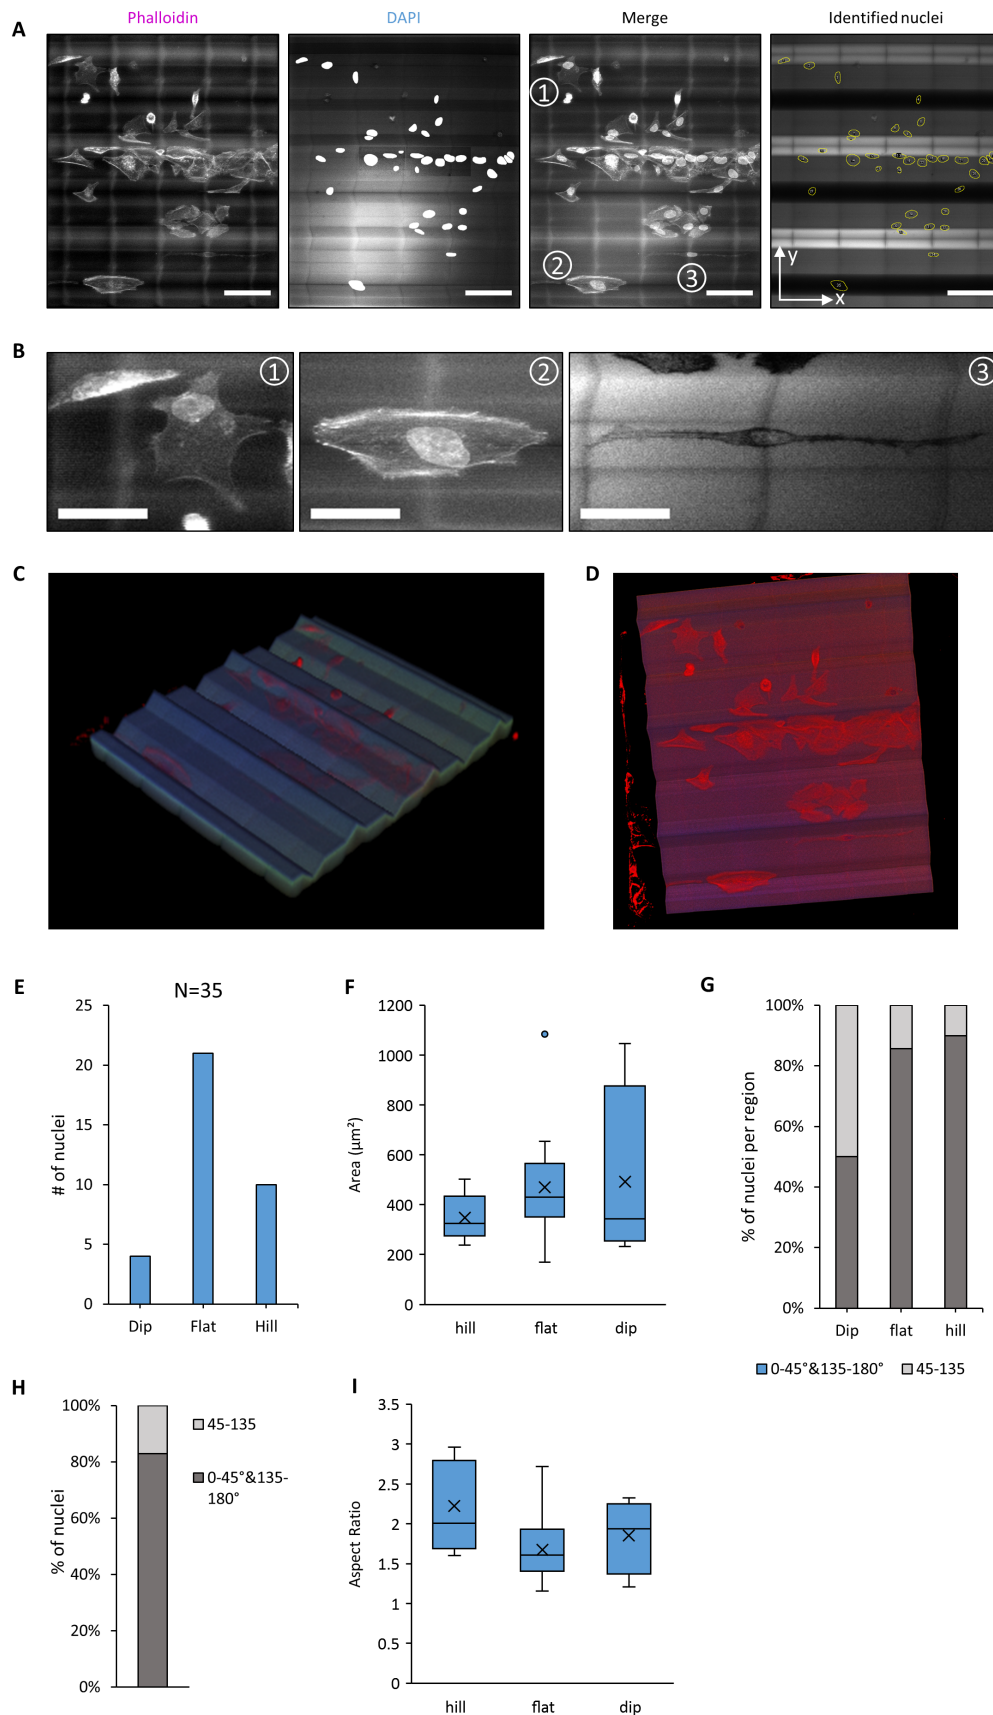 Phalloidin DAPI Merge Identified nuclei
A
1
2
3
y
x
B
1 2 3
C D
E N=35
25
20
15
10
5
0
# of nuclei
Dip Flat Hill
F
1200
1000
800
600
400
200
0
Area (µm²)
hill flat dip
G
100%
80%
60%
40%
20%
0%
% of nuclei per region
Dip flat hill
0-45°&135-180° 45-135
H
100%
80%
60%
40%
20%
0%
% of nuclei
45-135
0-45°&135-
180°
I
3.5
3
2.5
2
1.5
1
0.5
0
Aspect Ratio
hill flat dip